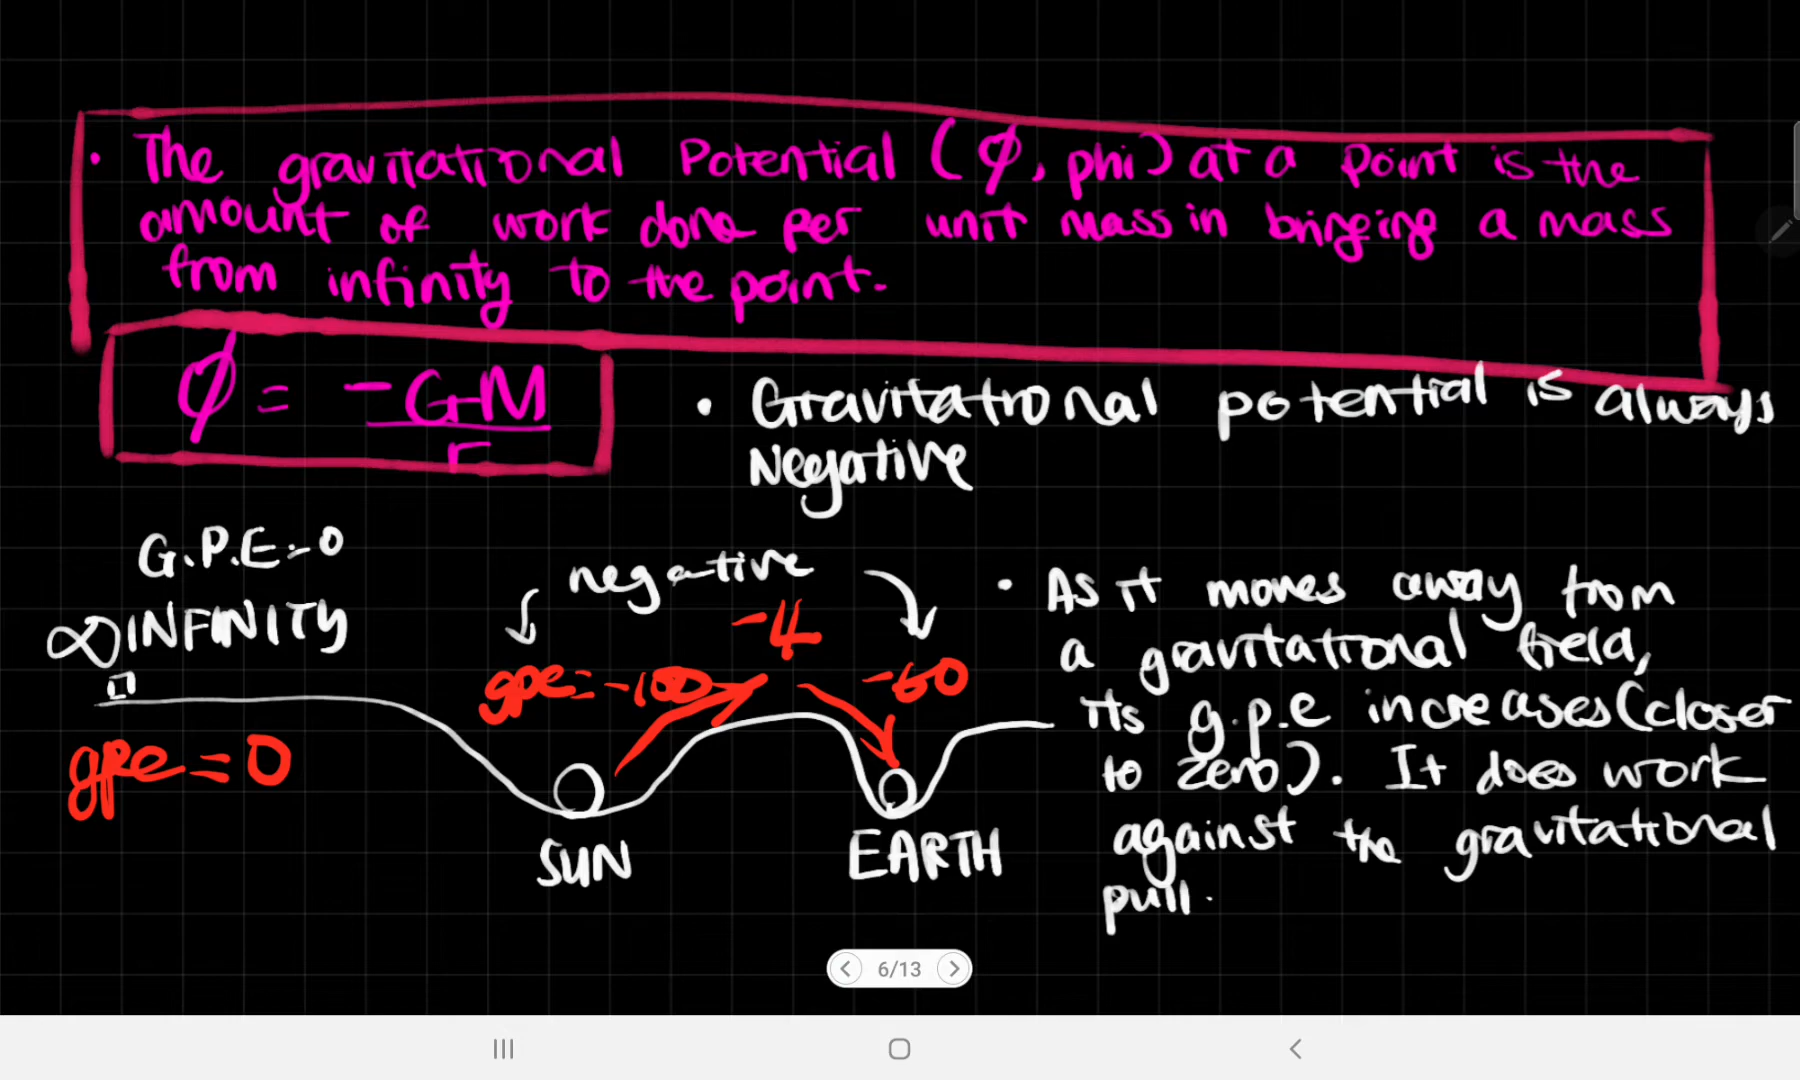 • The gravitational Potential (φ, phi) at a point is the
amount of work done per unit mass in bringing a mass
from infinity to the point.
φ = -GM
r
• Gravitational potential is always
Negative
G.P.E = 0
∞ INFINITY
gpe = 0
negative
-4
gpe = -100
-60
SUN
EARTH
• As it moves away from
a gravitational field,
its g.p.e increases (closer
to zero). It does work
against the gravitational
pull.
6/13